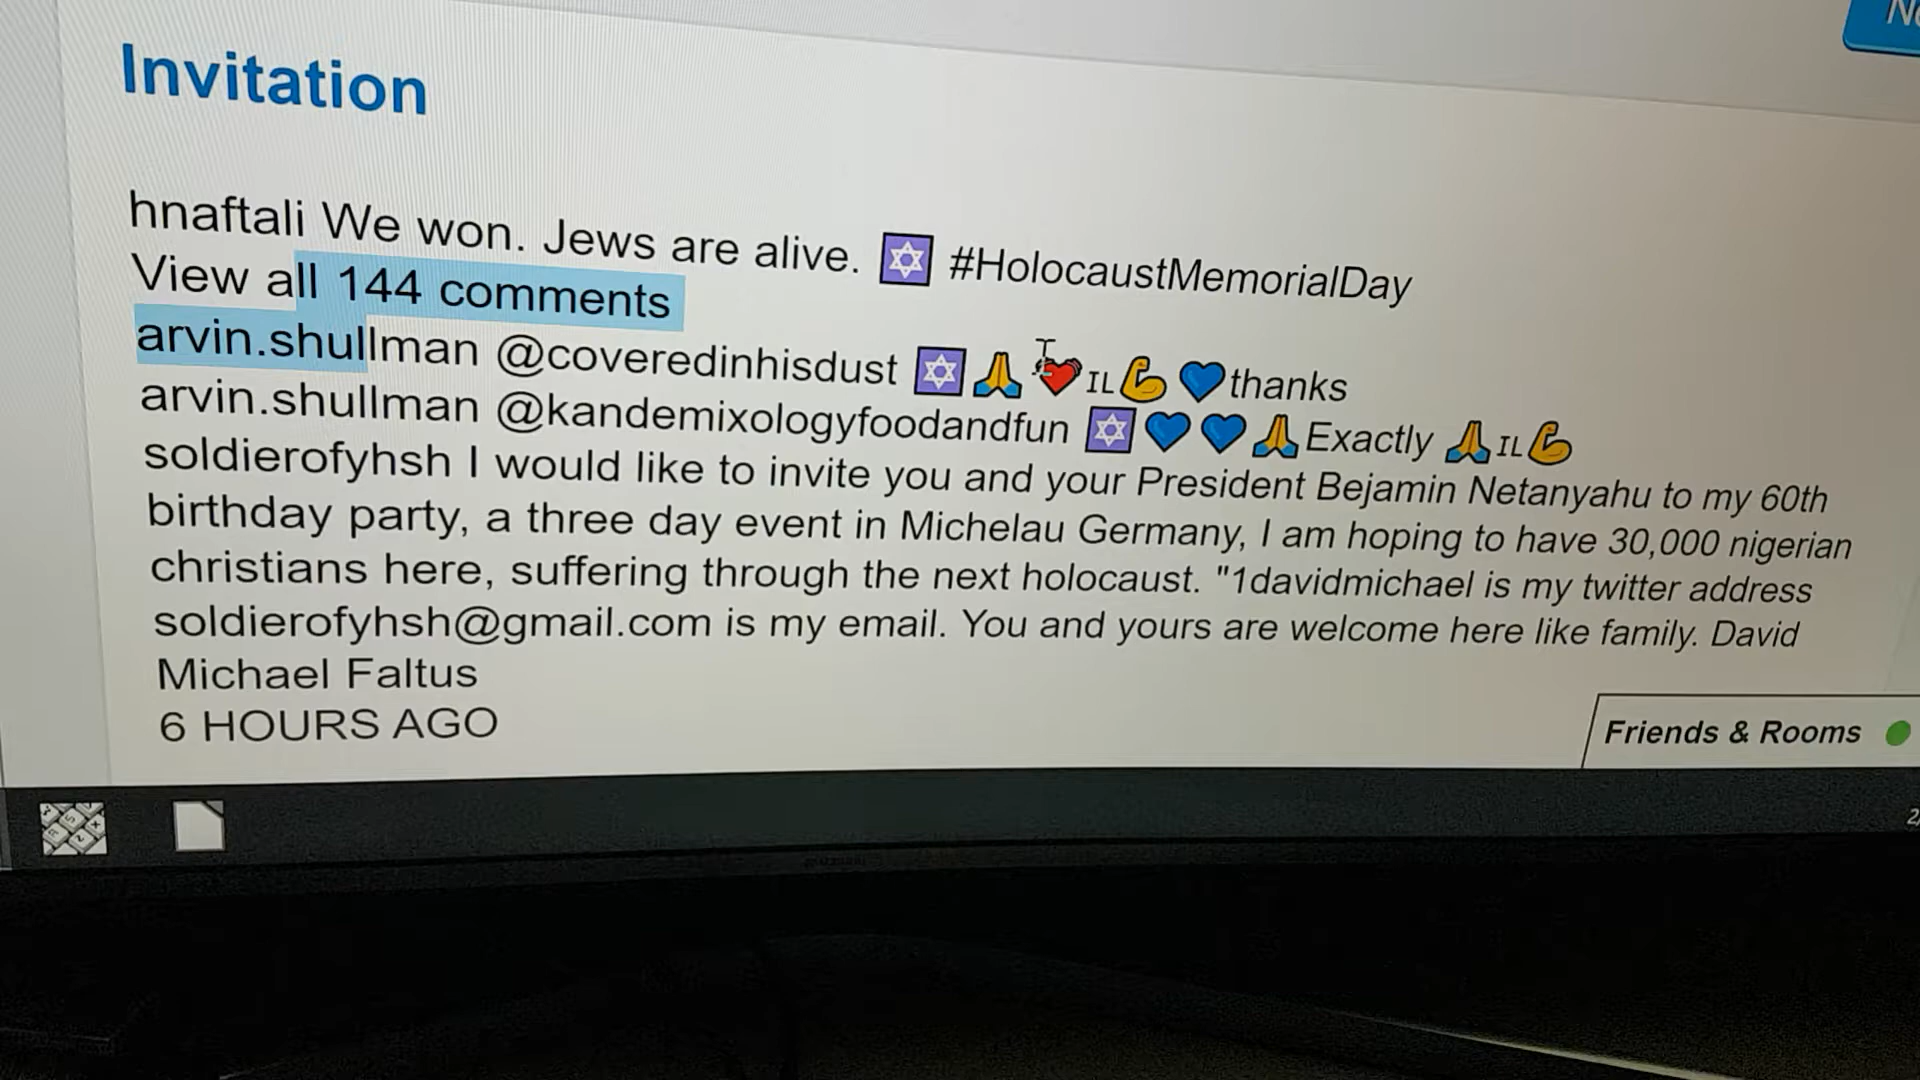 Invitation
hnaftali We won. Jews are alive. 🔯 #HolocaustMemorialDay
View all 144 comments
arvin.shullman @coveredinhisdust 🔯🙏💓IL💪💙thanks
arvin.shullman @kandemixologyfoodandfun 🔯💙💙🙏Exactly 🙏IL💪
soldierofyhsh I would like to invite you and your President Bejamin Netanyahu to my 60th
birthday party, a three day event in Michelau Germany, I am hoping to have 30,000 nigerian
christians here, suffering through the next holocaust. "1davidmichael is my twitter address
soldierofyhsh@gmail.com is my email. You and yours are welcome here like family. David
Michael Faltus
6 HOURS AGO
Friends & Rooms